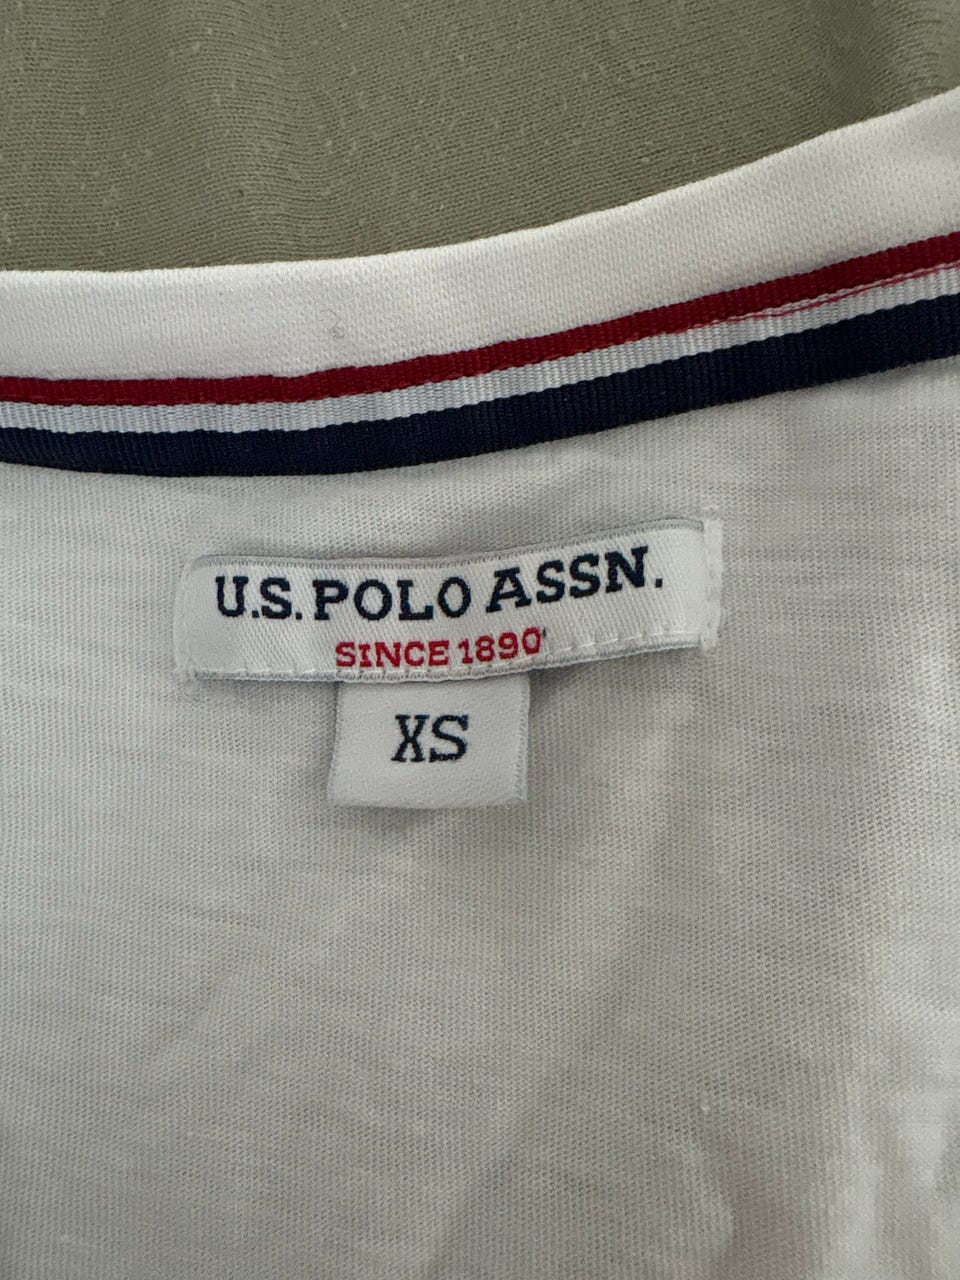 U.S. POLO ASSN.
SINCE 1890
XS